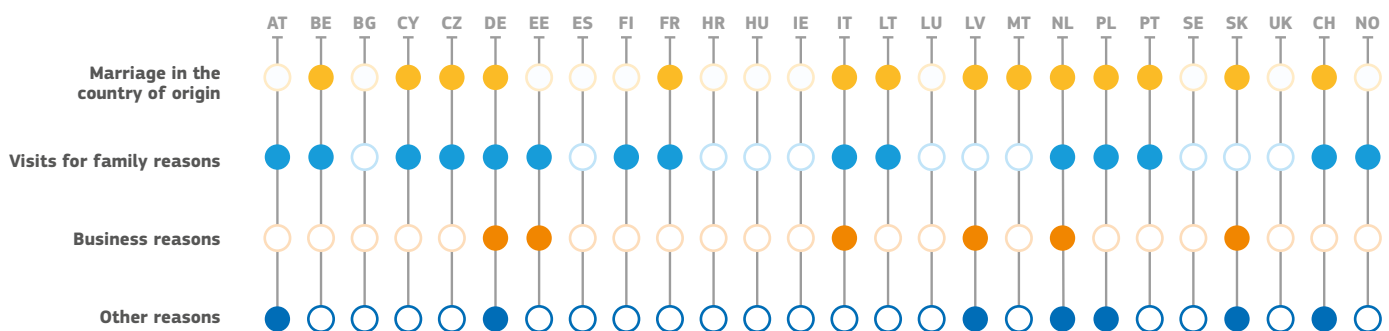 AT BE BG CY CZ DE EE ES FI FR HR HU IE IT LT LU LV MT NL PL PT SE SK UK CH NO
Marriage in the
country of origin
Visits for family reasons
Business reasons
Other reasons